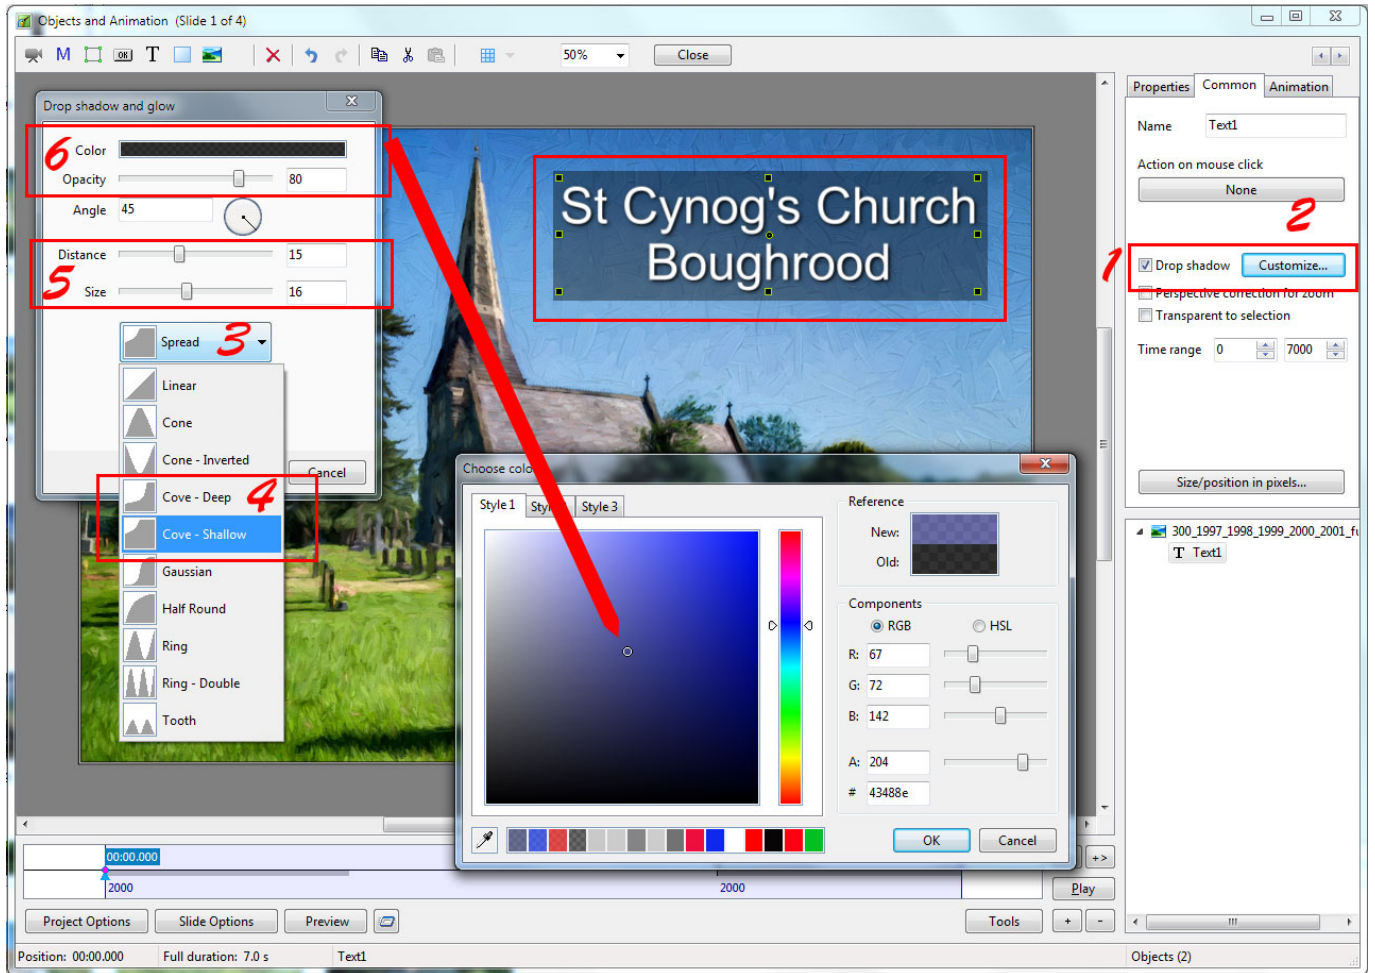 Objects and Animation (Slide 1 of 4)
M OK T 50% Close
Drop shadow and glow
6
Color
Opacity 80
Angle 45
Distance 15
5
Size 16
Spread 3
Linear
Cone
Cone - Inverted
Cove - Deep 4
Cove - Shallow
Gaussian
Half Round
Ring
Ring - Double
Tooth
Cancel
St Cynog's Church
Boughrood
Properties Common Animation
Name Text1
Action on mouse click
None
2
1
Drop shadow Customize...
Perspective correction for zoom
Transparent to selection
Time range 0 7000
Size/position in pixels...
300_1997_1998_1999_2000_2001_fu
T Text1
Choose colo
Style 1 Sty Style 3
Reference
New:
Old:
Components
RGB HSL
R: 67
G: 72
B: 142
A: 204
# 43488e
OK Cancel
00:00.000
2000 2000
+>
Play
Project Options Slide Options Preview Tools + -
Position: 00:00.000 Full duration: 7.0 s Text1 Objects (2)